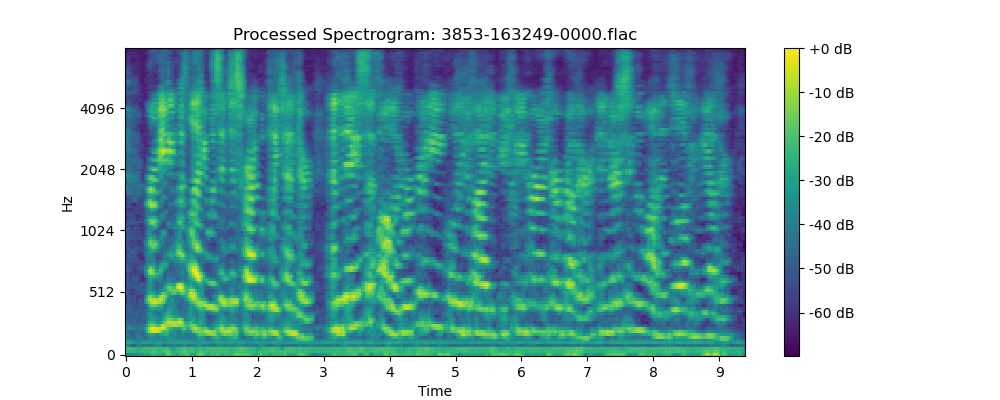 Processed Spectrogram: 3853-163249-0000.flac
+0 dB
4096
-10 dB
-20 dB
2048
-30 dB
Hz
1024
-40 dB
-50 dB
512
-60 dB
0
0 1 2 3 4 5 6 7 8 9
Time